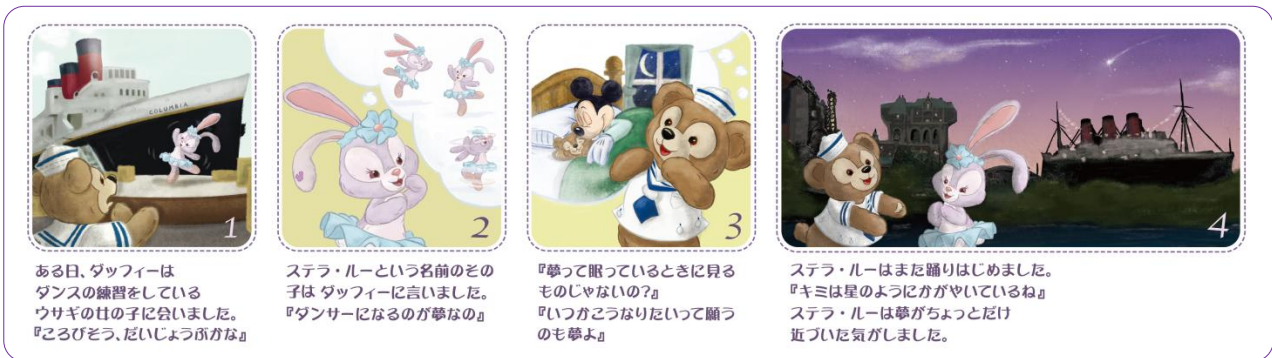 COLUMBIA
1
ある日、ダッフィーは
ダンスの練習をしている
ウサギの女の子に会いました。
『ころびそう、だいじょうぶかな』
2
ステラ・ルーという名前のその
子は ダッフィーに言いました。
『ダンサーになるのが夢なの』
3
『夢って眠っているときに見る
ものじゃないの?』
『いつかこうなりたいって願う
のも夢よ』
4
ステラ・ルーはまた踊りはじめました。
『キミは星のようにかがやいているね』
ステラ・ルーは夢がちょっとだけ
近づいた気がしました。